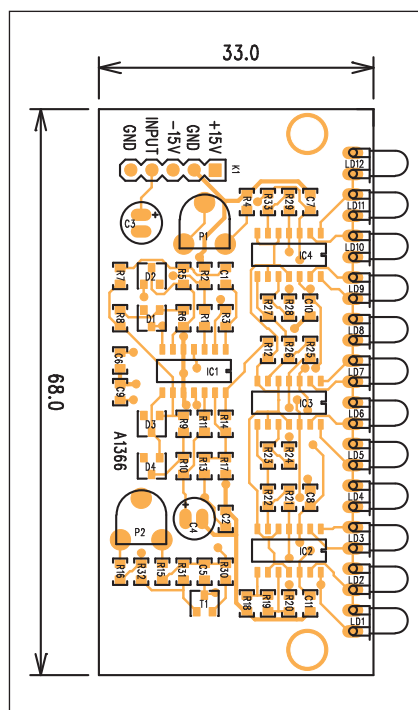 33.0
68.0
GND
INPUT
-15V
GND
+15V
K1
LD12
C3
+
P1
R4
R33
R29
C7
LD11
IC4
LD10
R7
D2
R5
R2
C11
LD9
R8
D1
R6
R1
R3
R27
R28
C10
LD8
R12
R26
R25
C6
C9
IC1
LD7
IC3
LD6
A1366
D3
R9
R11
R14
LD5
D4
R10
R13
R17
R23
R24
P2
+
C4
C2
R22
R21
C8
LD4
LD3
IC2
R16
R32
R15
R31
C5
R30
LD2
T1
R18
R19
R20
C11
LD1